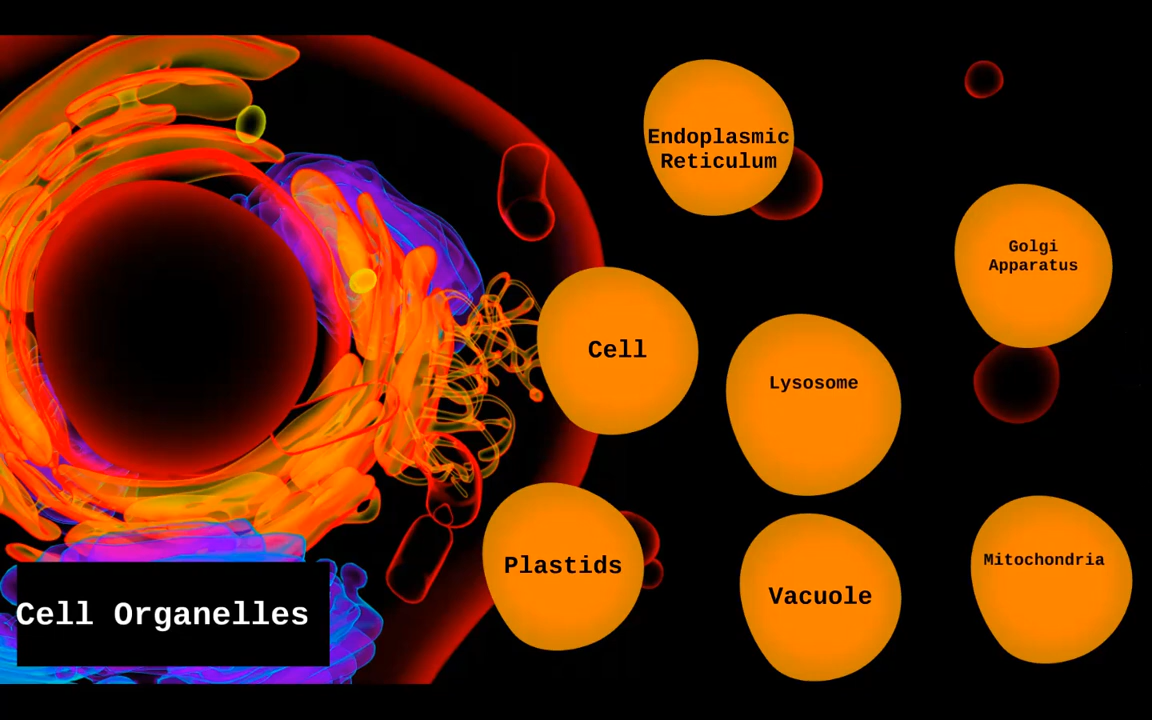 Endoplasmic
Reticulum
Golgi
Apparatus
Cell
Lysosome
Plastids
Vacuole
Mitochondria
Cell Organelles